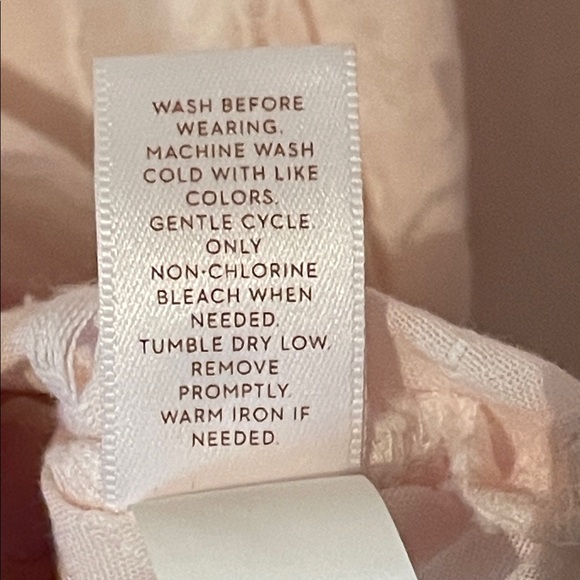 WASH BEFORE
WEARING.
MACHINE WASH
COLD WITH LIKE
COLORS.
GENTLE CYCLE.
ONLY
NON-CHLORINE
BLEACH WHEN
NEEDED.
TUMBLE DRY LOW.
REMOVE
PROMPTLY.
WARM IRON IF
NEEDED.